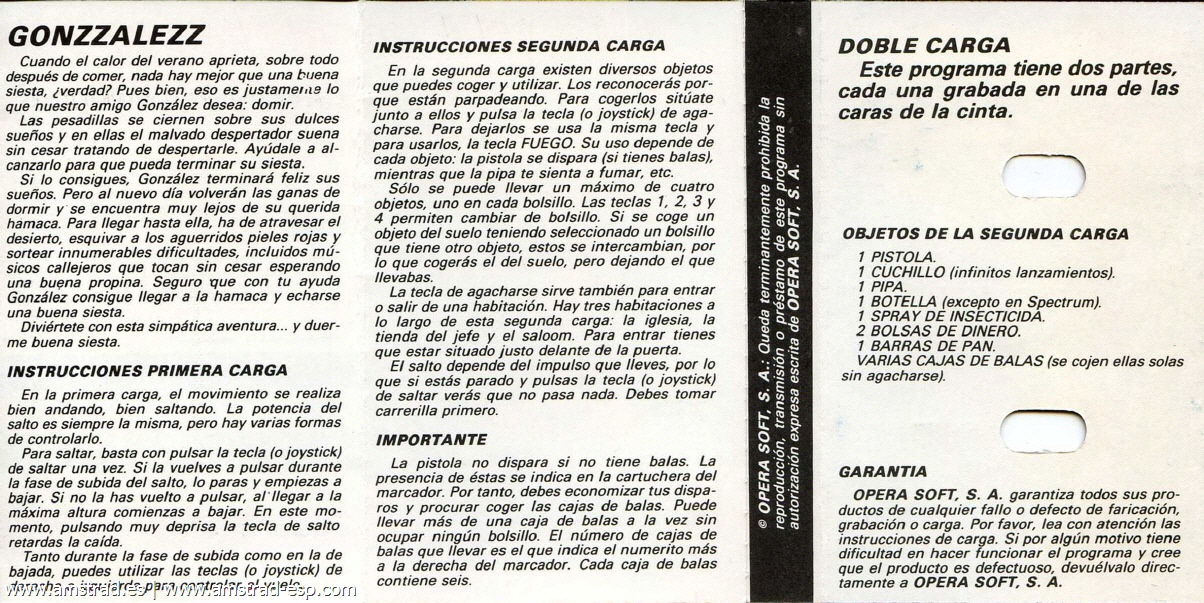 GONZZALEZZ
Cuando el calor del verano aprieta, sobre todo
después de comer, nada hay mejor que una buena
siesta, ¿verdad? Pues bien, eso es justamente lo
que nuestro amigo González desea: domir.
Las pesadillas se ciernen sobre sus dulces
sueños y en ellas el malvado despertador suena
sin cesar tratando de despertarle. Ayúdale a al-
canzarlo para que pueda terminar su siesta.
Si lo consigues, González terminará feliz sus
sueños. Pero al nuevo día volverán las ganas de
dormir y se encuentra muy lejos de su querida
hamaca. Para llegar hasta ella, ha de atravesar el
desierto, esquivar a los aguerridos pieles rojas y
sortear innumerables dificultades, incluidos mú-
sicos callejeros que tocan sin cesar esperando
una buena propina. Seguro que con tu ayuda
González consigue llegar a la hamaca y echarse
una buena siesta.
Diviértete con esta simpática aventura... y duer-
me buena siesta.
INSTRUCCIONES PRIMERA CARGA
En la primera carga, el movimiento se realiza
bien andando, bien saltando. La potencia del
salto es siempre la misma, pero hay varias formas
de controlarlo.
Para saltar, basta con pulsar la tecla (o joystick)
de saltar una vez. Si la vuelves a pulsar durante
la fase de subida del salto, lo paras y empiezas a
bajar. Si no la has vuelto a pulsar, al llegar a la
máxima altura comienzas a bajar. En este mo-
mento, pulsando muy deprisa la tecla de salto
retardas la caída.
Tanto durante la fase de subida como en la de
bajada, puedes utilizar las teclas (o joystick) de
www.amstrad.es | www.amstrad-esp.com
INSTRUCCIONES SEGUNDA CARGA
En la segunda carga existen diversos objetos
que puedes coger y utilizar. Los reconocerás por-
que están parpadeando. Para cogerlos sitúate
junto a ellos y pulsa la tecla (o joystick) de aga-
charse. Para dejarlos se usa la misma tecla y
para usarlos, la tecla FUEGO. Su uso depende de
cada objeto: la pistola se dispara (si tienes balas),
mientras que la pipa te sienta a fumar, etc.
Sólo se puede llevar un máximo de cuatro
objetos, uno en cada bolsillo. Las teclas 1, 2, 3 y
4 permiten cambiar de bolsillo. Si se coge un
objeto del suelo teniendo seleccionado un bolsillo
que tiene otro objeto, estos se intercambian, por
lo que cogerás el del suelo, pero dejando el que
llevabas.
La tecla de agacharse sirve también para entrar
o salir de una habitación. Hay tres habitaciones a
lo largo de esta segunda carga: la iglesia, la
tienda del jefe y el saloom. Para entrar tienes
que estar situado justo delante de la puerta.
El salto depende del impulso que lleves, por lo
que si estás parado y pulsas la tecla (o joystick)
de saltar verás que no pasa nada. Debes tomar
carrerilla primero.
IMPORTANTE
La pistola no dispara si no tiene balas. La
presencia de éstas se indica en la cartuchera del
marcador. Por tanto, debes economizar tus dispa-
ros y procurar coger las cajas de balas. Puede
llevar más de una caja de balas a la vez sin
ocupar ningún bolsillo. El número de cajas de
balas que llevar es el que indica el numerito más
a la derecha del marcador. Cada caja de balas
contiene seis.
© OPERA SOFT, S. A.: Queda terminantemente prohibida la
reproducción, transmisión o préstamo de este programa sin
autorización expresa escrita de OPERA SOFT, S. A.
DOBLE CARGA
Este programa tiene dos partes,
cada una grabada en una de las
caras de la cinta.
OBJETOS DE LA SEGUNDA CARGA
1 PISTOLA.
1 CUCHILLO (infinitos lanzamientos).
1 PIPA.
1 BOTELLA (excepto en Spectrum).
1 SPRAY DE INSECTICIDA.
2 BOLSAS DE DINERO.
1 BARRAS DE PAN.
VARIAS CAJAS DE BALAS (se cojen ellas solas
sin agacharse).
GARANTIA
OPERA SOFT, S. A. garantiza todos sus pro-
ductos de cualquier fallo o defecto de faricación,
grabación o carga. Por favor, lea con atención las
instrucciones de carga. Si por algún motivo tiene
dificultad en hacer funcionar el programa y cree
que el producto es defectuoso, devuélvalo direc-
tamente a OPERA SOFT, S. A.